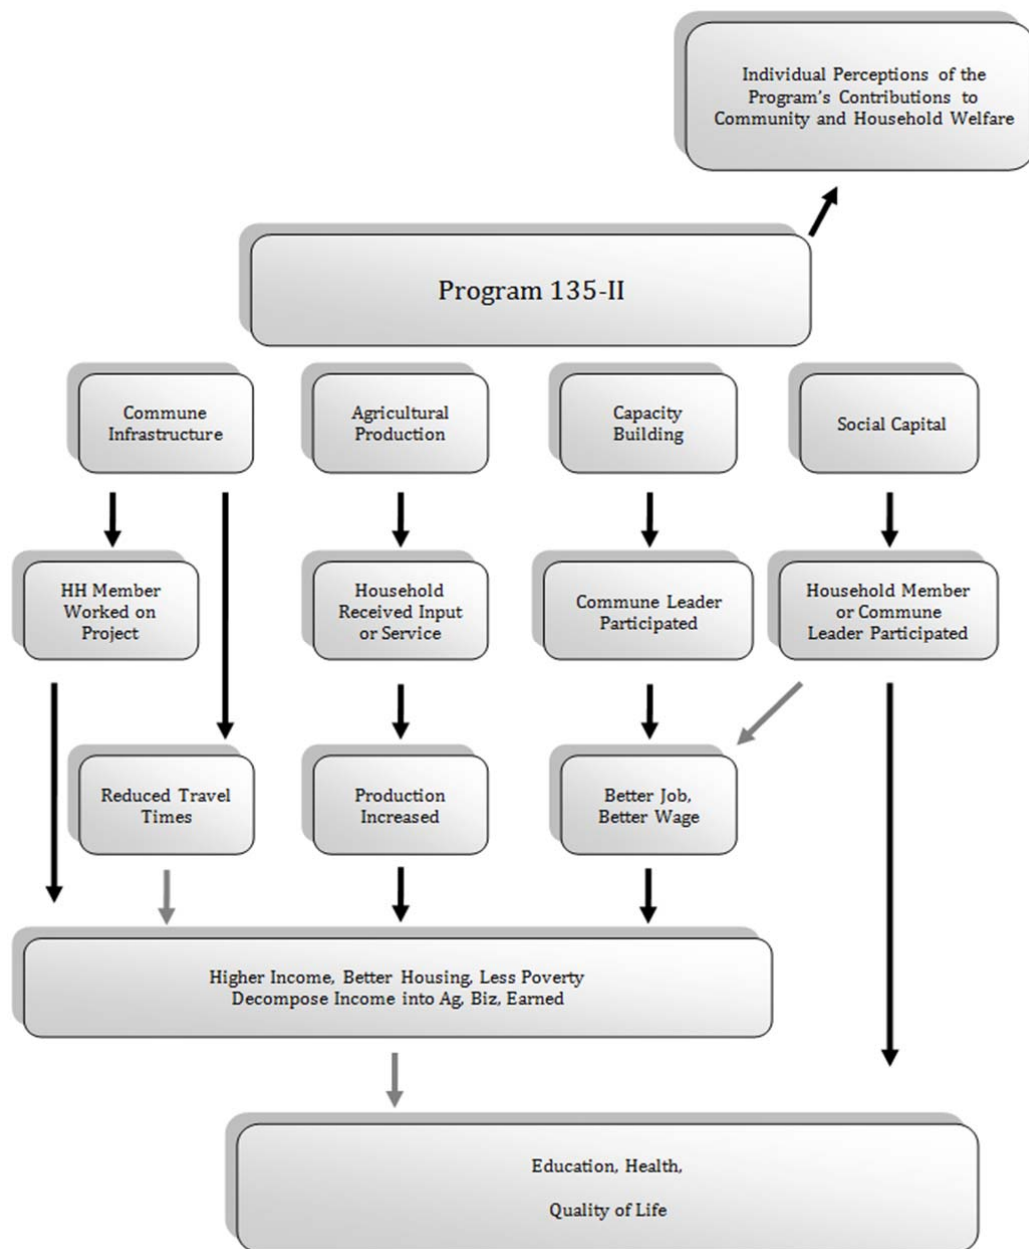 Individual Perceptions of the
Program's Contributions to
Community and Household Welfare
Program 135-II
Commune
Infrastructure
Agricultural
Production
Capacity
Building
Social Capital
HH Member
Worked on
Project
Household
Received Input
or Service
Commune Leader
Participated
Household Member
or Commune
Leader Participated
Reduced Travel
Times
Production
Increased
Better Job,
Better Wage
Higher Income, Better Housing, Less Poverty
Decompose Income into Ag, Biz, Earned
Education, Health,
Quality of Life